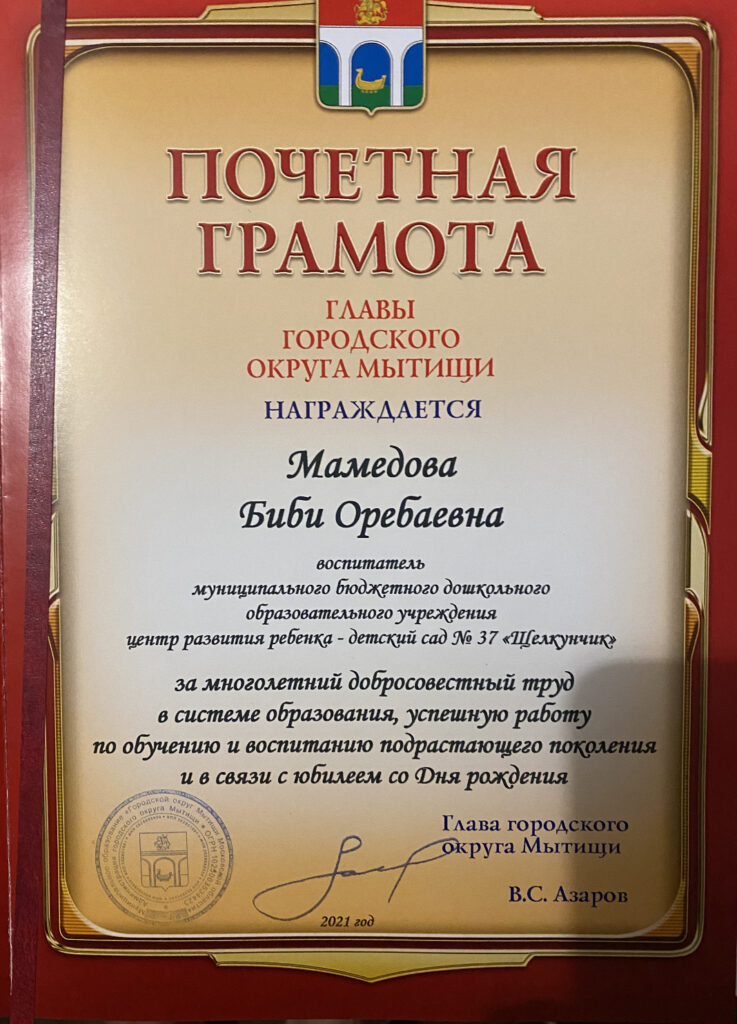 ПОЧЕТНАЯ
ГРАМОТА
ГЛАВЫ
ГОРОДСКОГО
ОКРУГА МЫТИЩИ
НАГРАЖДАЕТСЯ
Мамедова
Биби Оребаевна
воспитатель
муниципального бюджетного дошкольного
образовательного учреждения
центр развития ребенка - детский сад № 37 «Щелкунчик»
за многолетний добросовестный труд
в системе образования, успешную работу
по обучению и воспитанию подрастающего поколения
и в связи с юбилеем со Дня рождения
Глава городского
округа Мытищи
В.С. Азаров
2021 год